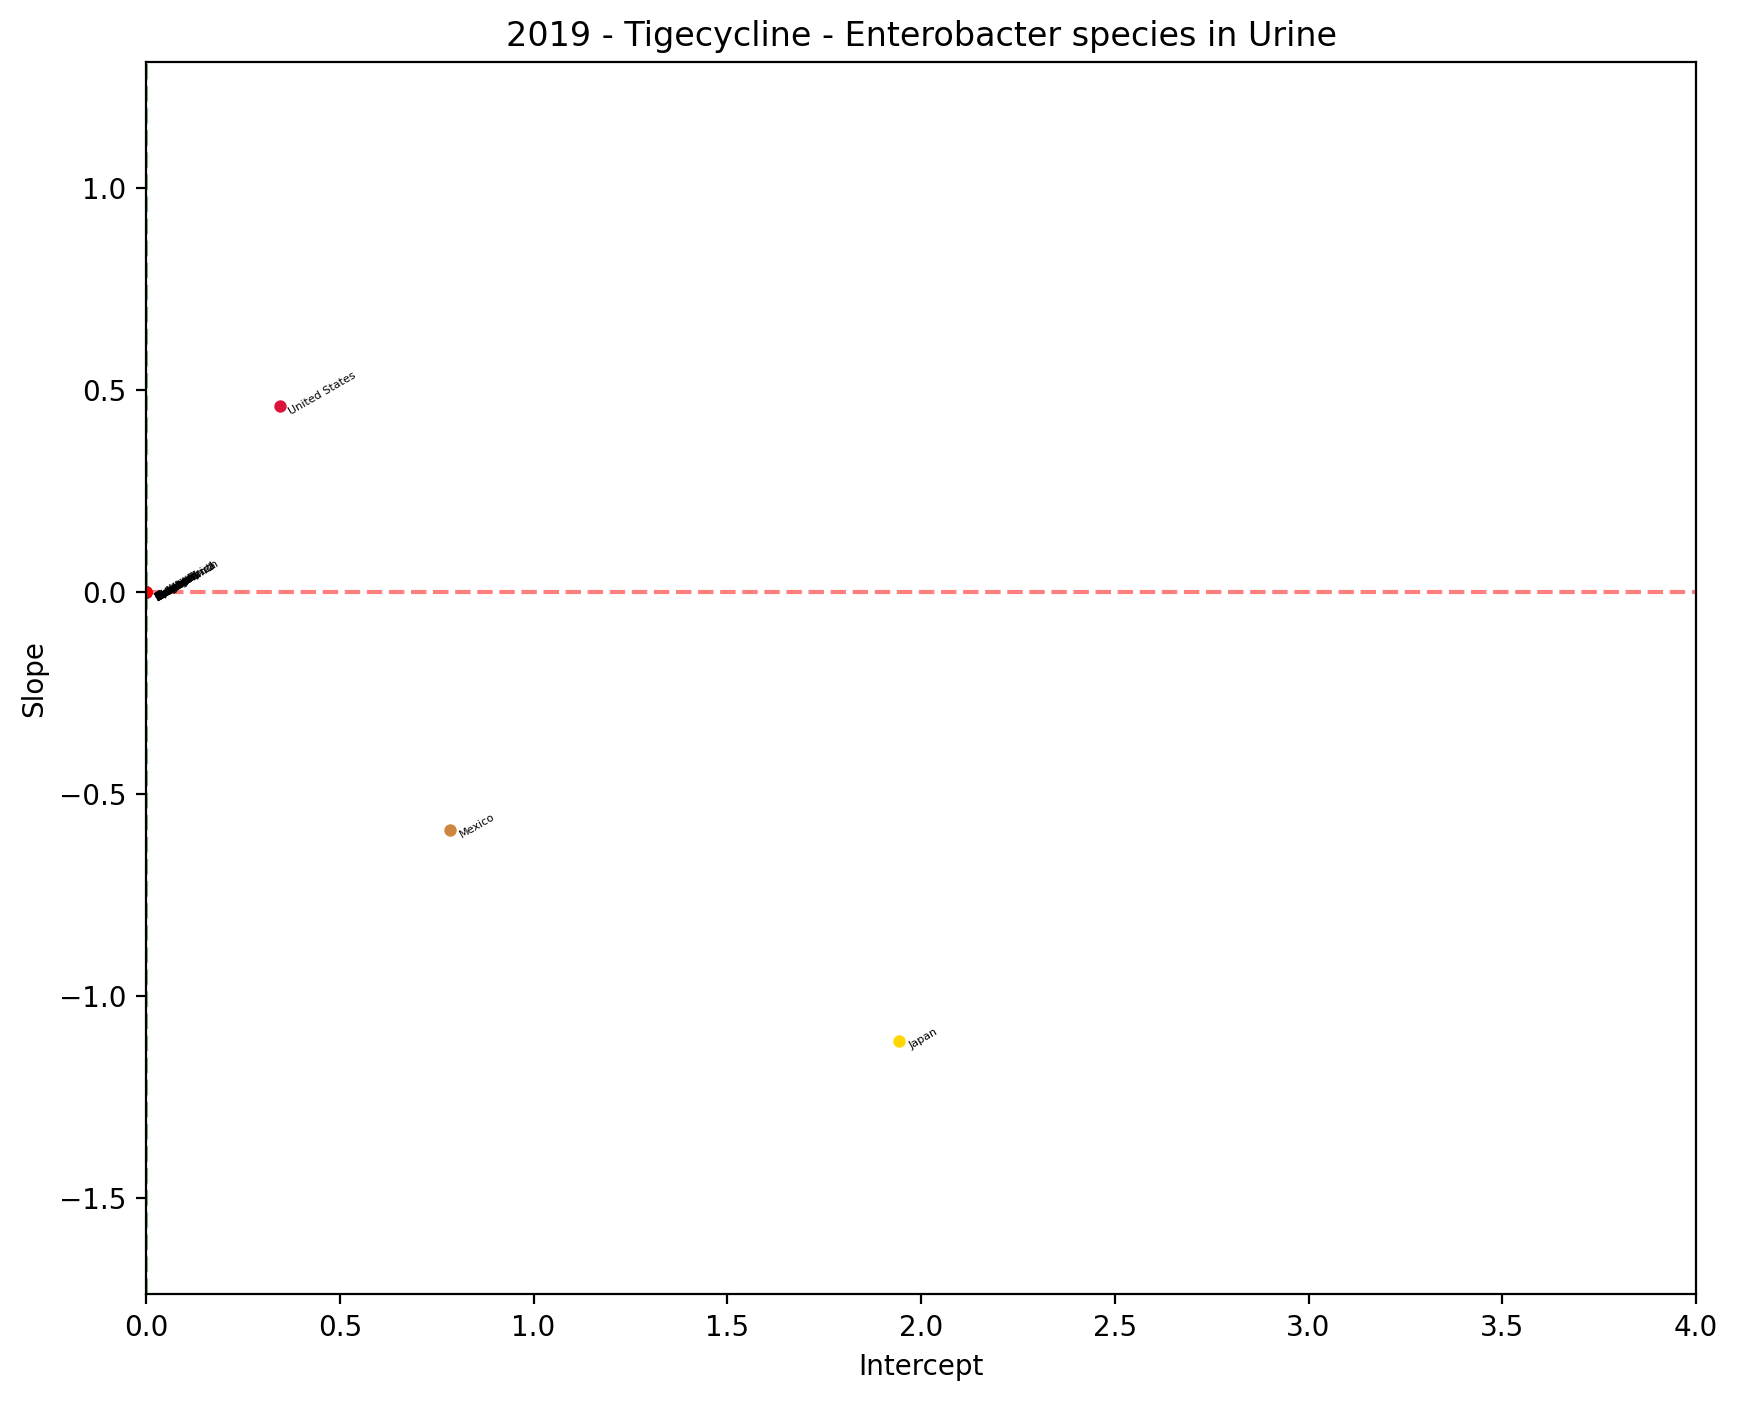 2019 - Tigecycline - Enterobacter species in Urine
1.0
0.5
0.0
−0.5
−1.0
−1.5
Slope
United States
Mexico
Japan
0.0 0.5 1.0 1.5 2.0 2.5 3.0 3.5 4.0
Intercept